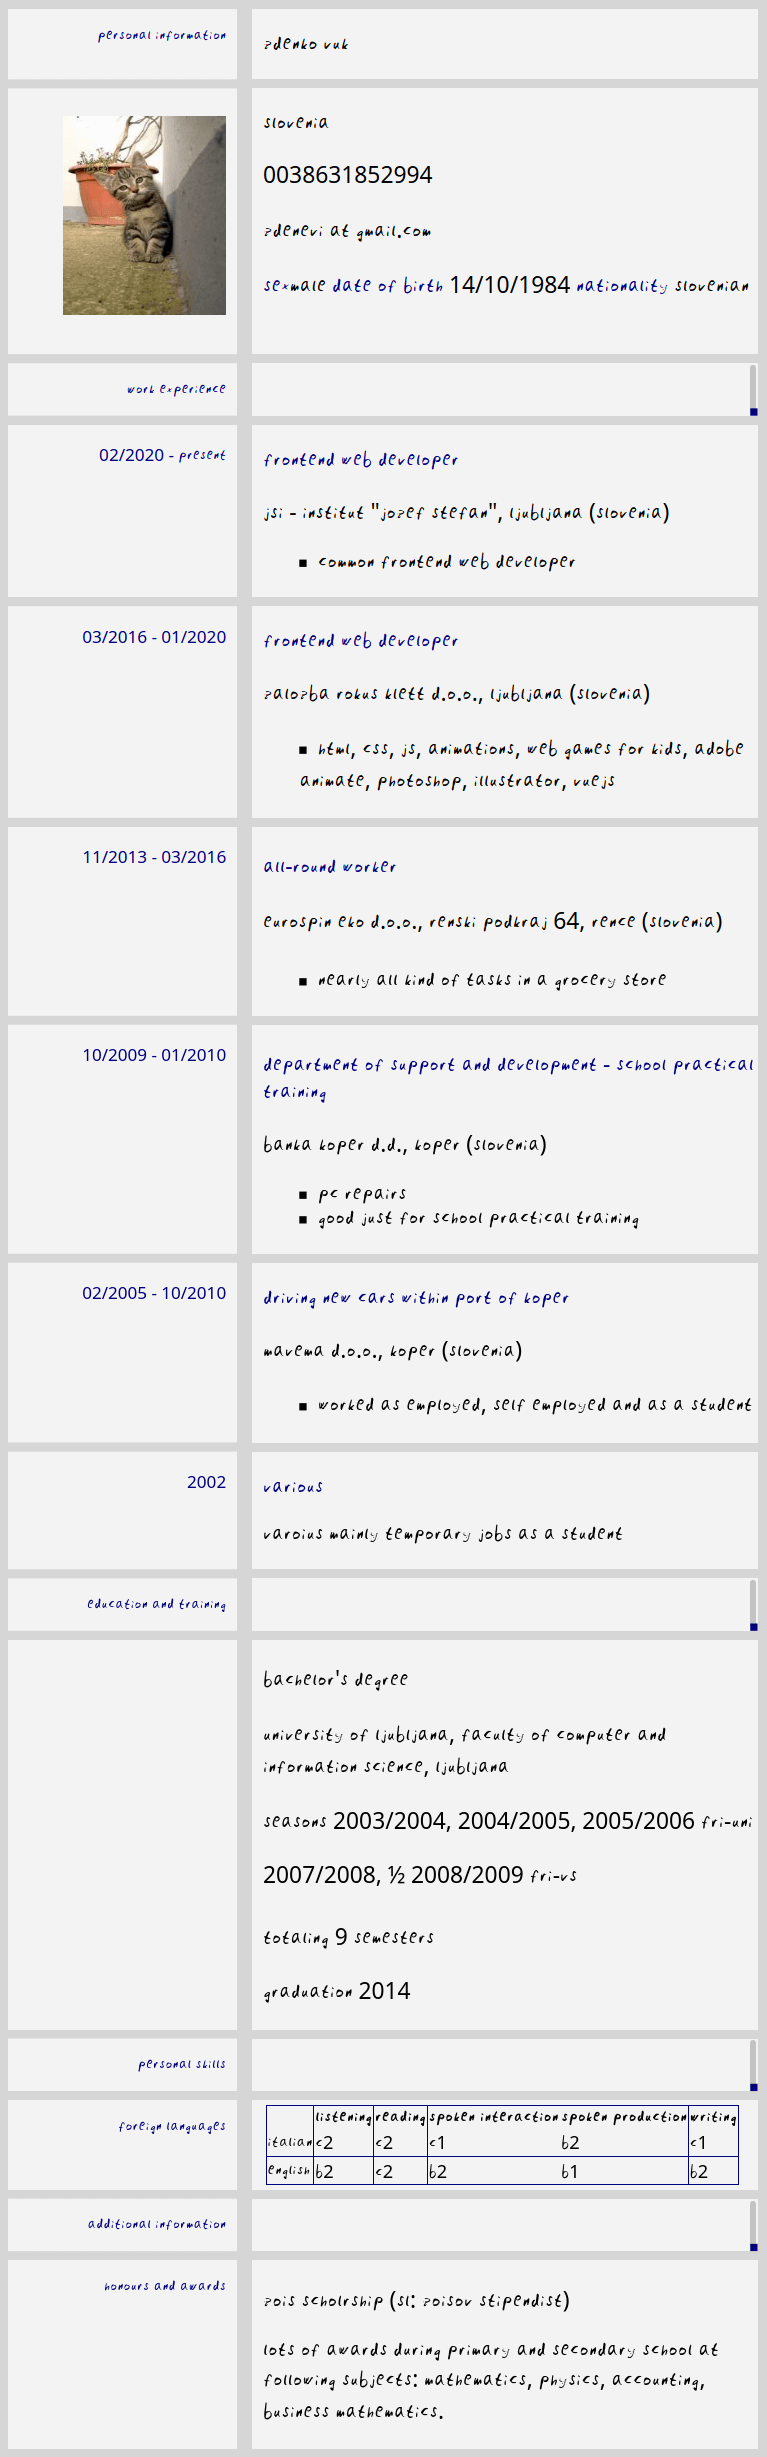 personal information
zdenko vuk
slovenia
0038631852994
zdenevi at gmail.com
sexmale date of birth 14/10/1984 nationality slovenian
work experience
02/2020 - present
frontend web developer
jsi - institut "jozef stefan", ljubljana (slovenia)
▪ common frontend web developer
03/2016 - 01/2020
frontend web developer
zalozba rokus klett d.o.o., ljubljana (slovenia)
▪ html, css, js, animations, web games for kids, adobe
animate, photoshop, illustrator, vuejs
11/2013 - 03/2016
all-round worker
eurospin eko d.o.o., renski podkraj 64, rence (slovenia)
▪ nearly all kind of tasks in a grocery store
10/2009 - 01/2010
department of support and development - school practical
training
banka koper d.d., koper (slovenia)
▪ pc repairs
▪ good just for school practical training
02/2005 - 10/2010
driving new cars within port of koper
mavema d.o.o., koper (slovenia)
▪ worked as employed, self employed and as a student
2002
various
varoius mainly temporary jobs as a student
education and training
bachelor's degree
university of ljubljana, faculty of computer and
information science, ljubljana
seasons 2003/2004, 2004/2005, 2005/2006 fri-uni
2007/2008, ½ 2008/2009 fri-vs
totaling 9 semesters
graduation 2014
personal skills
foreign languages
listening reading spoken interaction spoken production writing
italian c2 c2 c1 b2 c1
english b2 c2 b2 b1 b2
additional information
honours and awards
zois scholrship (sl: zoisov stipendist)
lots of awards during primary and secondary school at
following subjects: mathematics, physics, accounting,
business mathematics.